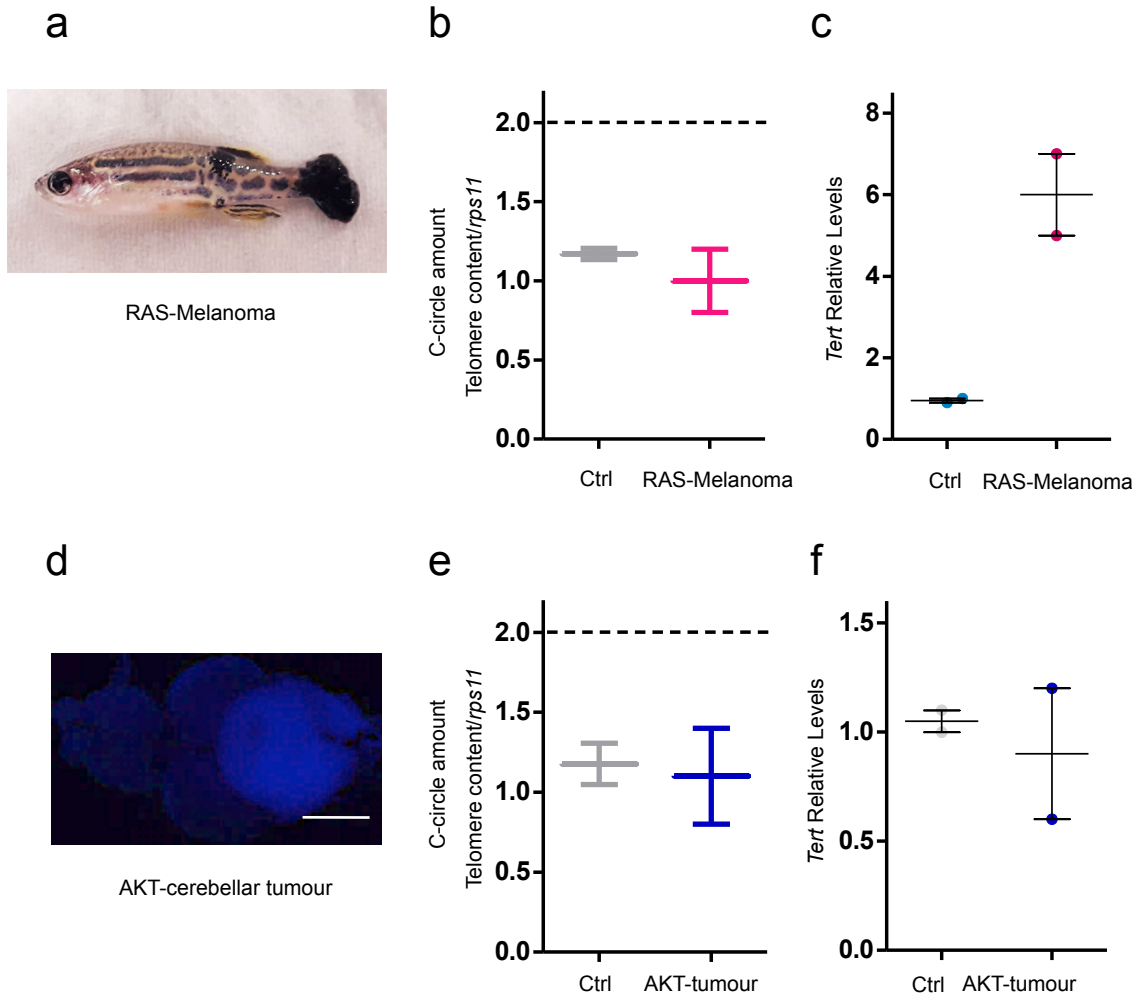 a
RAS-Melanoma
b
C-circle amount
Telomere content/rps11
2.0
1.5
1.0
0.5
0.0
Ctrl RAS-Melanoma
c
Tert Relative Levels
8
6
4
2
0
Ctrl RAS-Melanoma
d
AKT-cerebellar tumour
e
C-circle amount
Telomere content/rps11
2.0
1.5
1.0
0.5
0.0
Ctrl AKT-tumour
f
Tert Relative Levels
1.5
1.0
0.5
0.0
Ctrl AKT-tumour